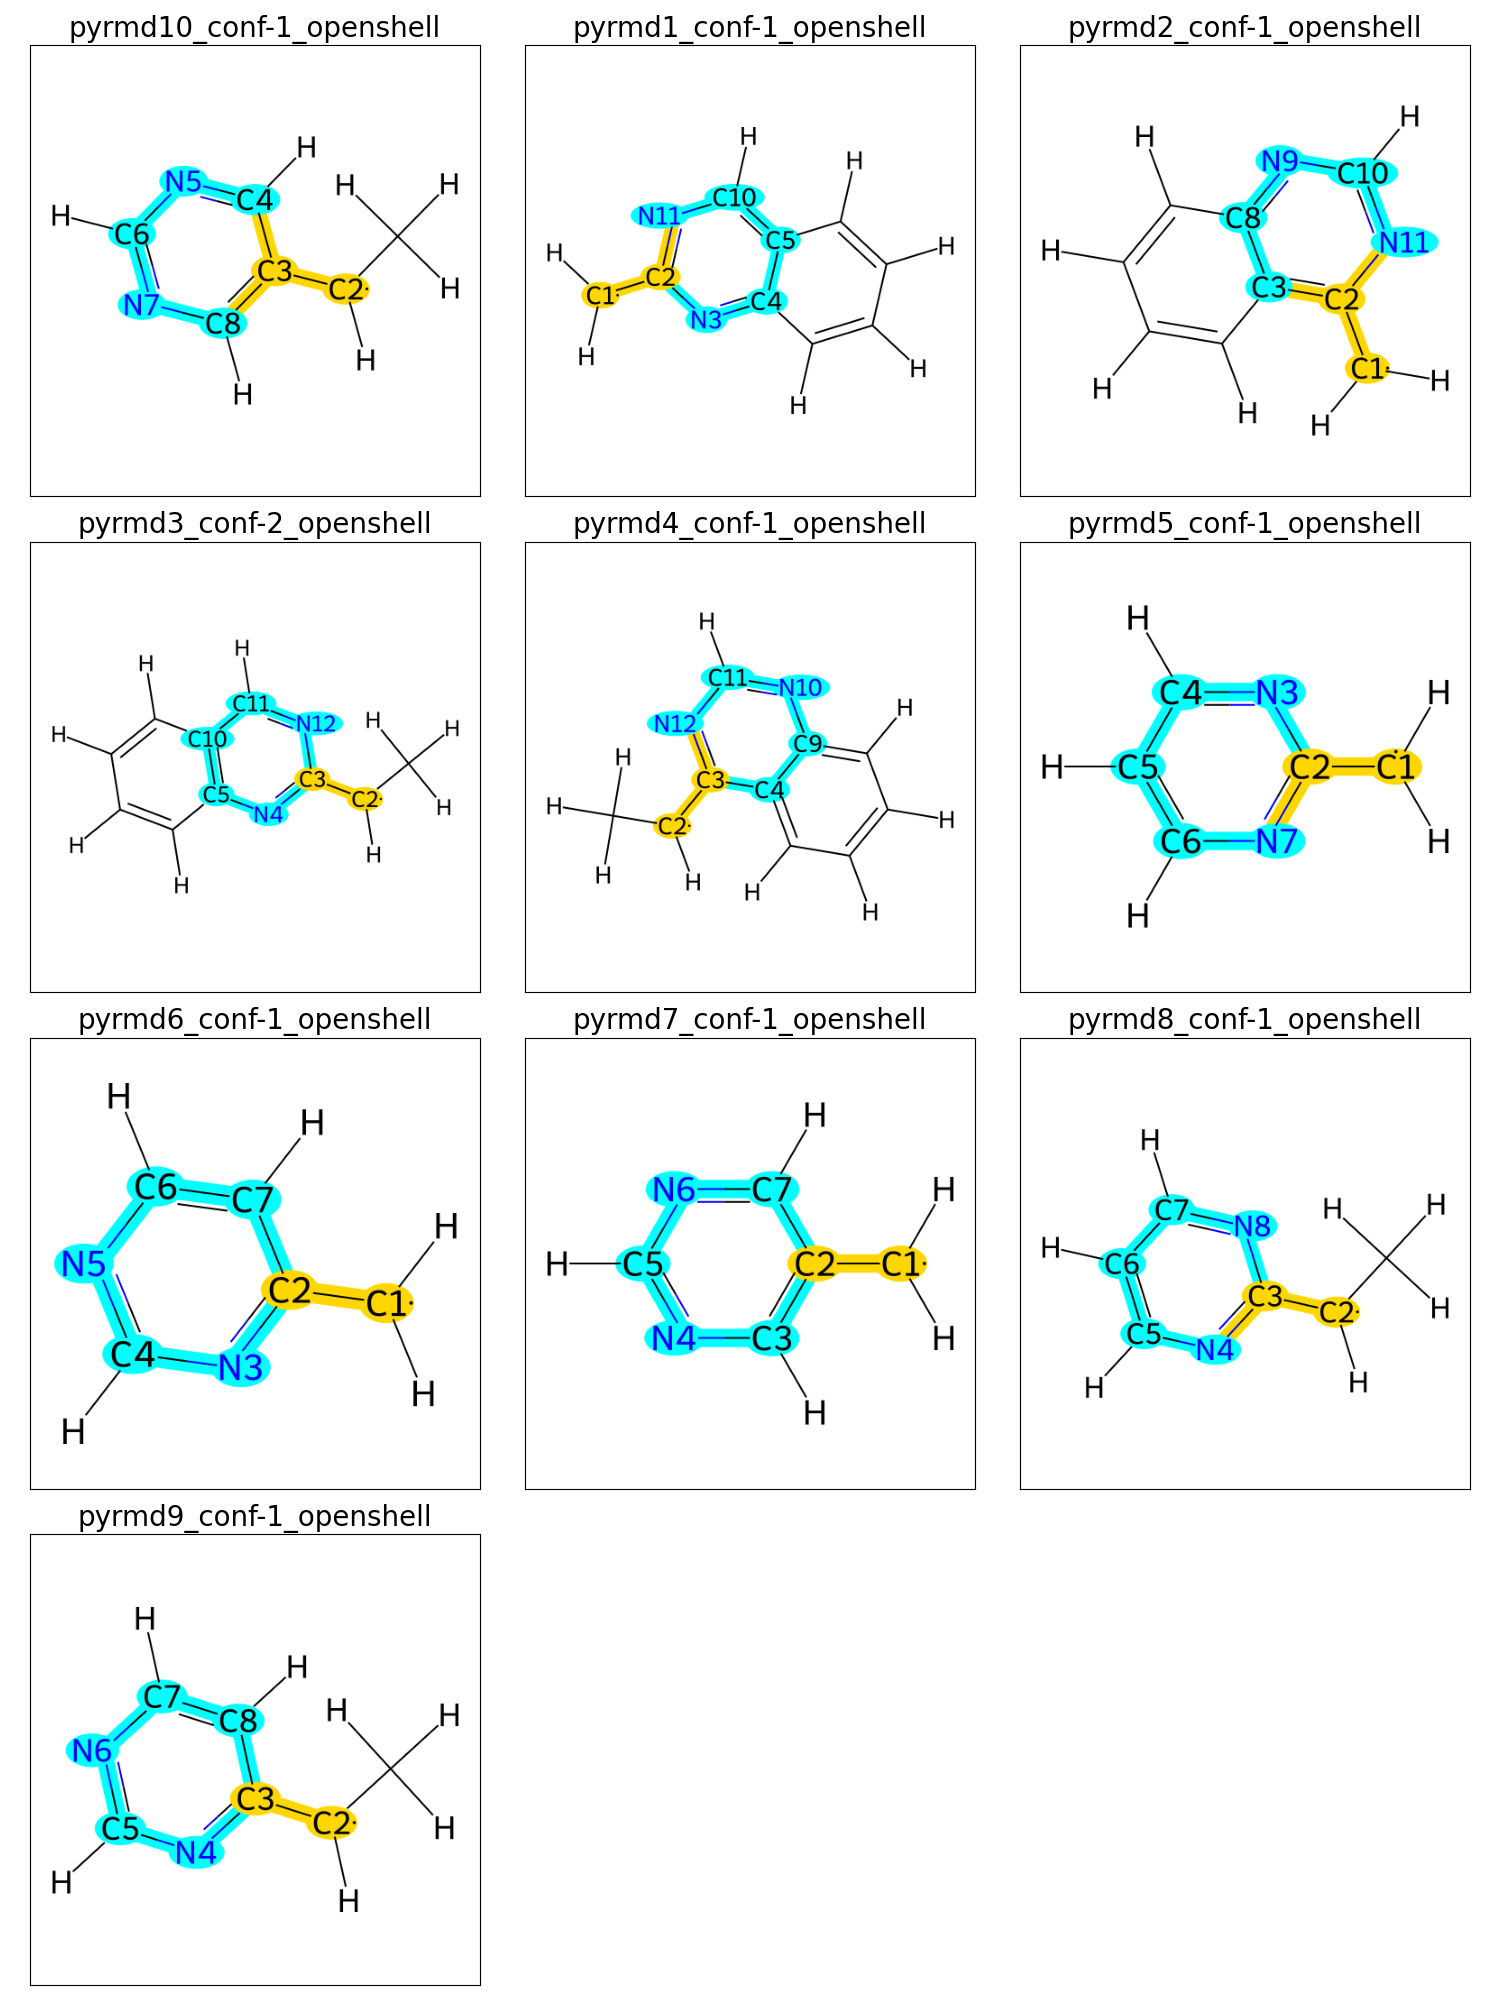 pyrmd10_conf-1_openshell
H
H
H
N5
C4
H
H
C6
C3
C2·
H
N7
C8
H
H
pyrmd1_conf-1_openshell
H
H
C10
N11
C5
H
H
C2
C1·
C4
N3
H
H
H
pyrmd2_conf-1_openshell
H
H
N9
C10
C8
N11
H
C3
C2
C1·
H
H
H
H
pyrmd3_conf-2_openshell
H
H
C11
H
N12
H
H
C10
C3
C5
C2·
H
N4
H
H
H
pyrmd4_conf-1_openshell
H
C11
N10
H
N12
C9
H
C3
C4
H
H
C2·
H
H
H
H
pyrmd5_conf-1_openshell
H
C4
N3
H
H
C5
C2
C1
C6
N7
H
H
pyrmd6_conf-1_openshell
H
H
C6
C7
H
N5
C2
C1·
C4
N3
H
H
pyrmd7_conf-1_openshell
H
N6
C7
H
H
C5
C2
C1·
N4
C3
H
H
pyrmd8_conf-1_openshell
H
C7
H
H
N8
H
C6
C3
C2·
H
C5
N4
H
H
pyrmd9_conf-1_openshell
H
H
C7
H
H
C8
N6
C3
C5
C2·
H
N4
H
H